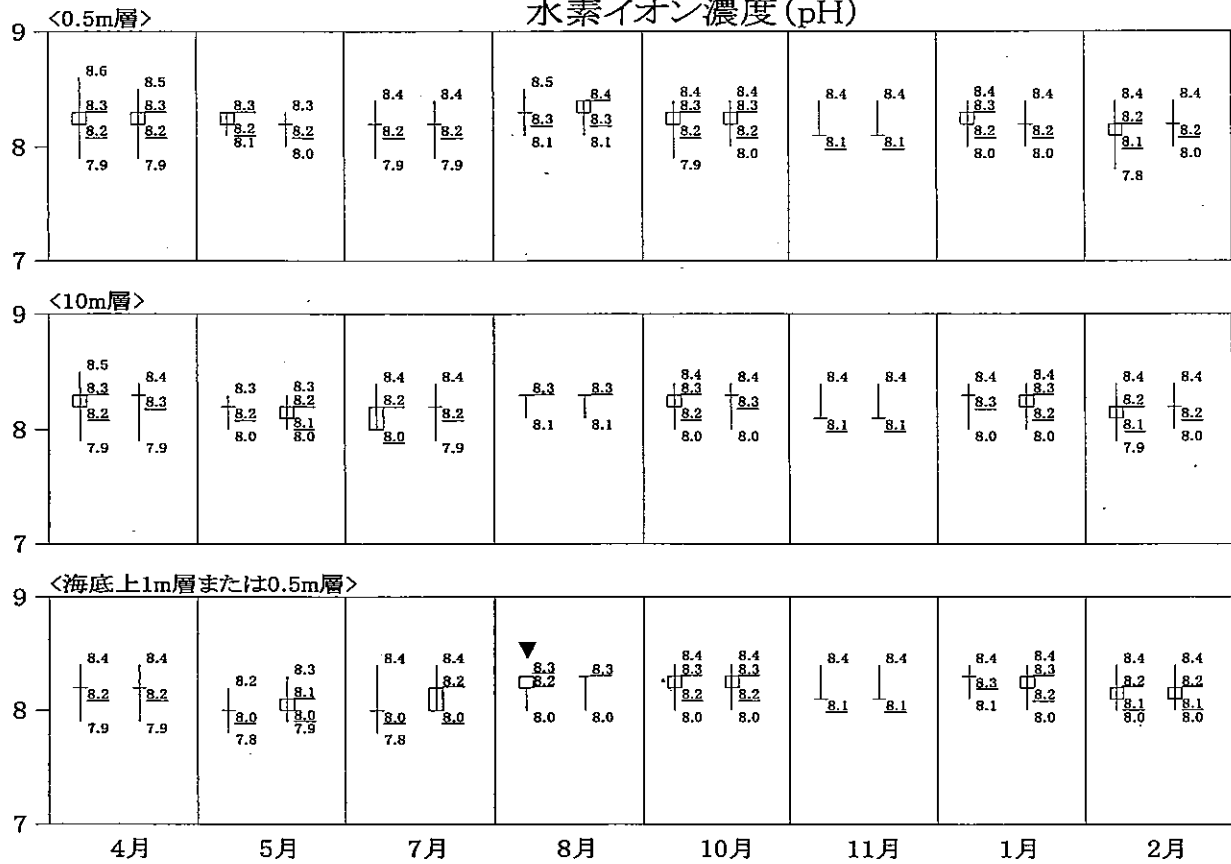 水素イオン濃度(pH)
<0.5m層>
9
8.6 8.5 8.4 8.4 8.5 8.4 8.4 8.4 8.4 8.4 8.4 8.4 8.4 8.4
8.3 8.3 8.3 8.3 8.3 8.3 8.3 8.2
8.2 8.2 8.2 8.2 8.2 8.2 8.3 8.3 8.2 8.2 8.1 8.1 8.2 8.2 8.1 8.2
8
7.9 7.9 8.1 8.0 7.9 7.9 8.1 8.1 7.9 8.0 8.0 8.0 7.8 8.0
7
<10m層>
9
8.5 8.4 8.3 8.3 8.4 8.4 8.3 8.3 8.4 8.4 8.4 8.4 8.4 8.4 8.4 8.4
8.3 8.2 8.2 8.3 8.3 8.2
8.2 8.3 8.2 8.1 8.0 8.2 8.2 8.3 8.1 8.1 8.3 8.2 8.1 8.2
8
7.9 7.9 8.0 8.0 7.9 8.1 8.1 8.0 8.0 8.0 8.0 7.9 8.0
7
<海底上1m層または0.5m層>
9
▼
8.4 8.4 8.2 8.3 8.4 8.4 8.3 8.3 8.4 8.4 8.4 8.4 8.4 8.4 8.4 8.4
8.1 8.2 8.2 8.3 8.3 8.3 8.2 8.2
8.2 8.2 8.0 8.0 8.0 8.0 8.2 8.2 8.1 8.1 8.3 8.2 8.1 8.1
8
7.9 7.9 7.8 7.9 7.8 8.0 8.0 8.0 8.0 8.1 8.0 8.0 8.0
7
4月 5月 7月 8月 10月 11月 1月 2月